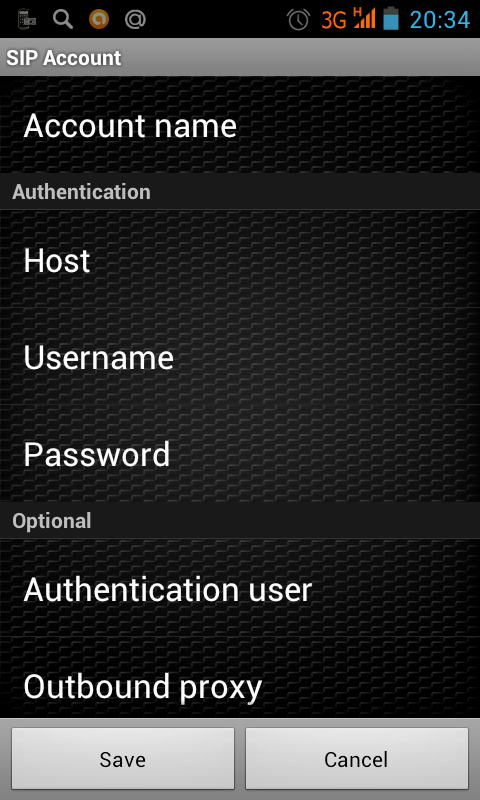 3G H 20:34
SIP Account
Account name
Authentication
Host
Username
Password
Optional
Authentication user
Outbound proxy
Save Cancel